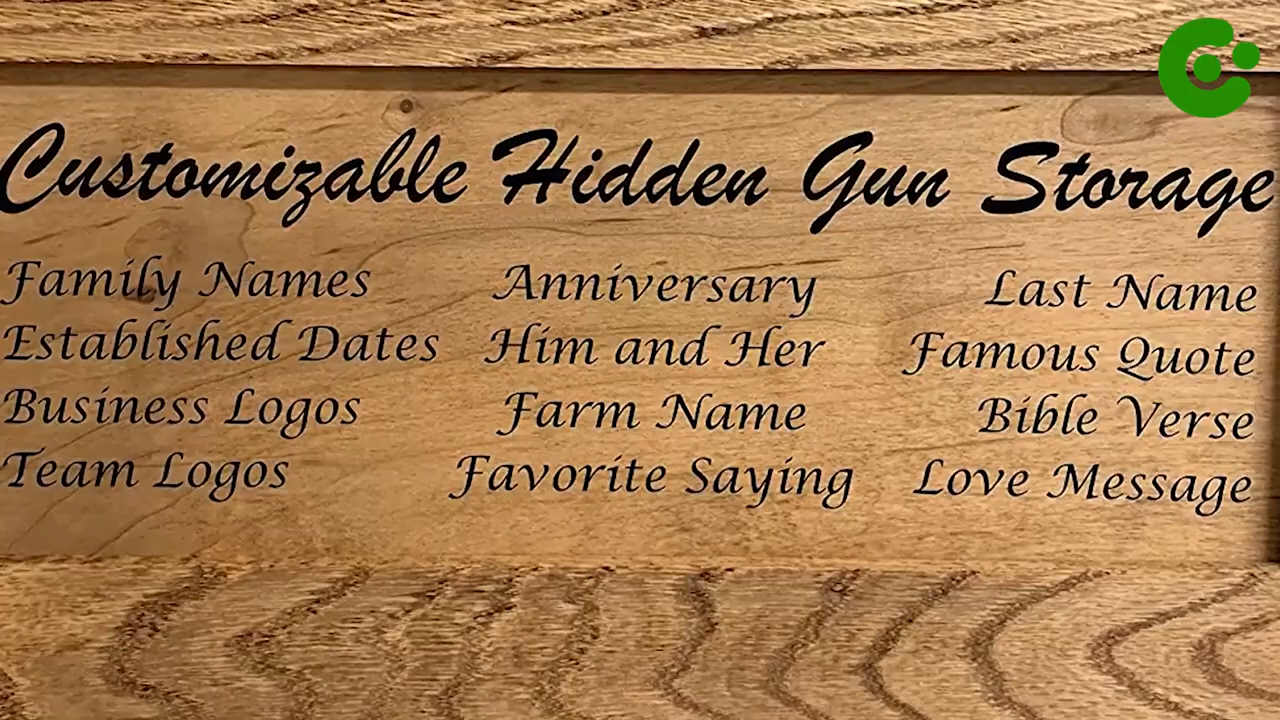 Customizable Hidden Gun Storage
Family Names Anniversary Last Name
Established Dates Him and Her Famous Quote
Business Logos Farm Name Bible Verse
Team Logos Favorite Saying Love Message